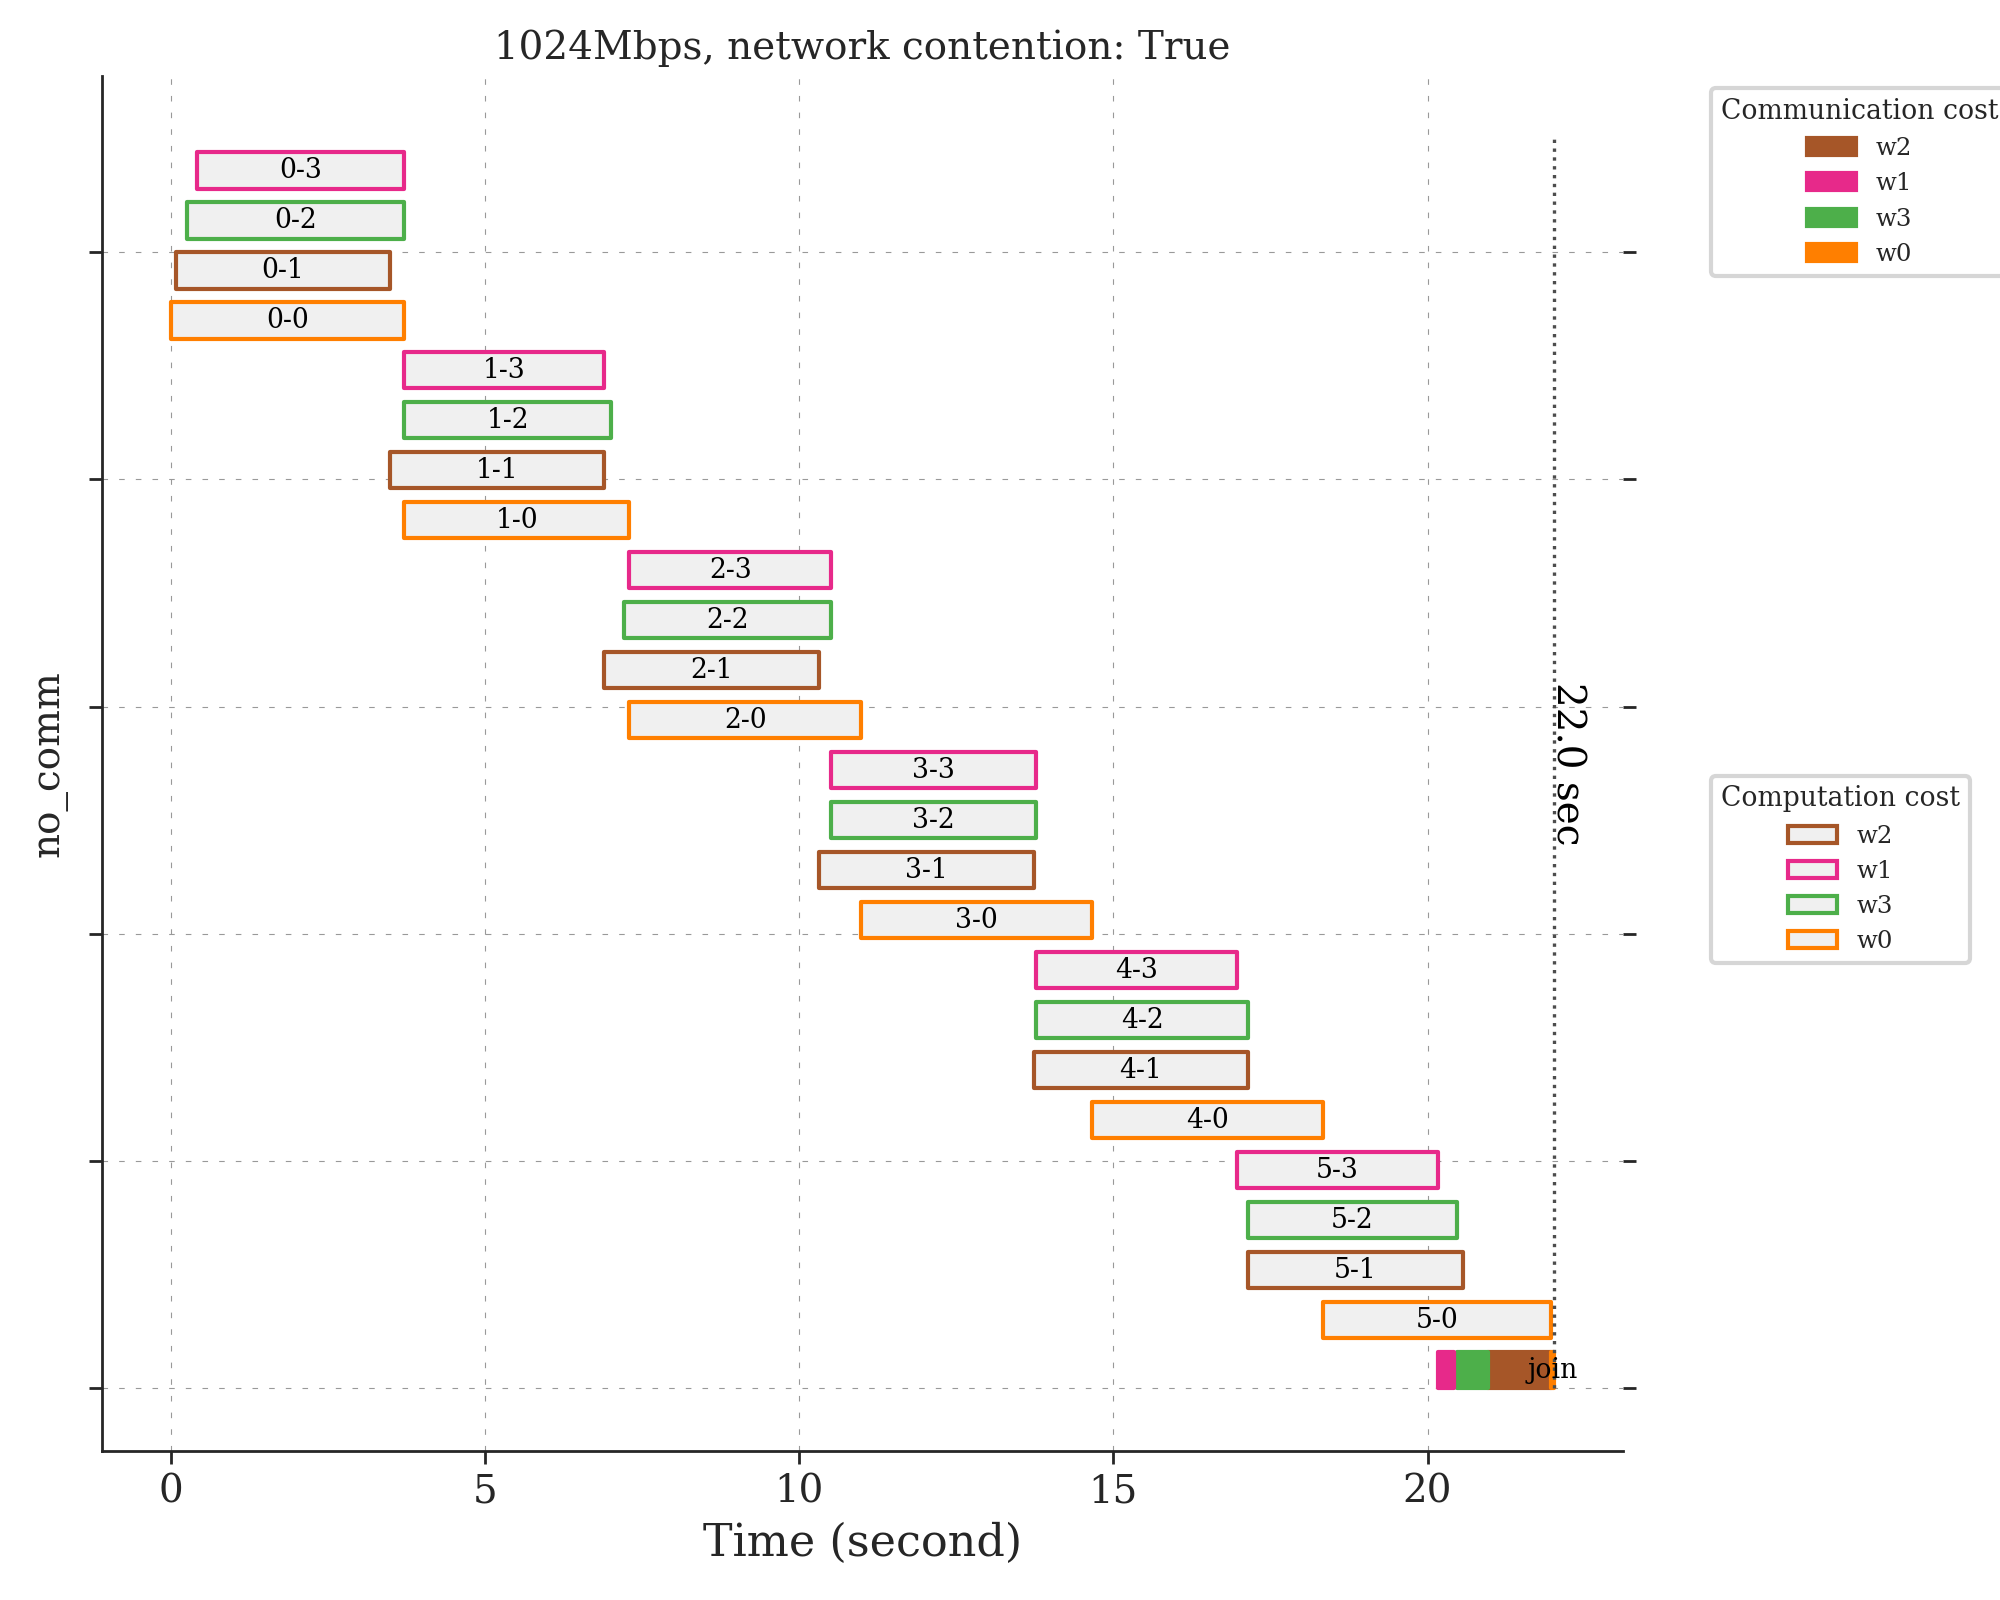 1024Mbps, network contention: True
Communication cost
w2
w1
w3
w0
0-3
0-2
0-1
0-0
1-3
1-2
1-1
1-0
2-3
2-2
2-1
2-0
3-3
3-2
3-1
3-0
4-3
4-2
4-1
4-0
5-3
5-2
5-1
5-0
join
22.0 sec
no_comm
Computation cost
w2
w1
w3
w0
0
5
10
15
20
Time (second)